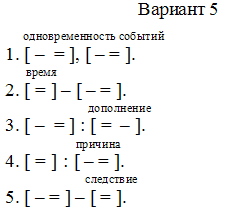 Вариант 5
одновременность событий
1. [ – = ], [ – = ].
время
2. [ = ] – [ – = ].
дополнение
3. [ – = ] : [ = – ].
причина
4. [ = ] : [ – = ].
следствие
5. [ – = ] – [ = ].